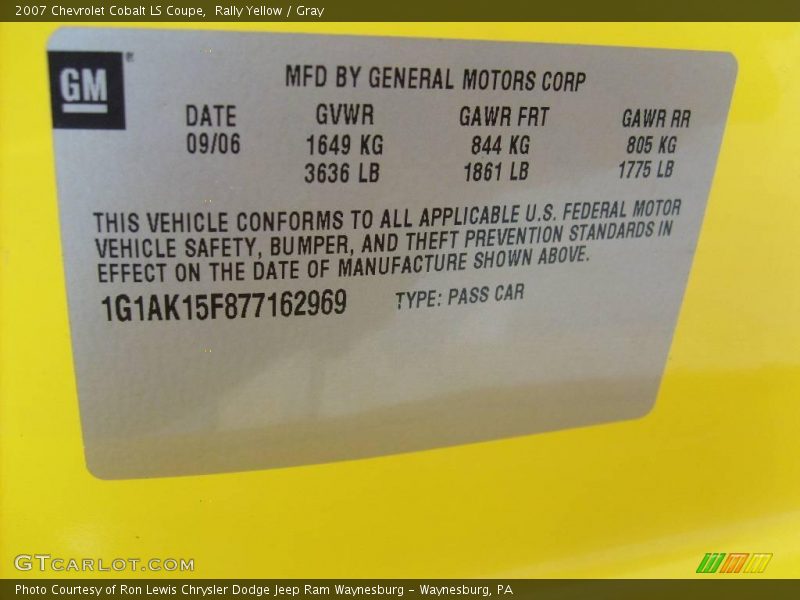 2007 Chevrolet Cobalt LS Coupe,  Rally Yellow / Gray
GM®
MFD BY GENERAL MOTORS CORP
DATE GVWR GAWR FRT GAWR RR
09/06 1649 KG 844 KG 805 KG
3636 LB 1861 LB 1775 LB
THIS VEHICLE CONFORMS TO ALL APPLICABLE U.S. FEDERAL MOTOR
VEHICLE SAFETY, BUMPER, AND THEFT PREVENTION STANDARDS IN
EFFECT ON THE DATE OF MANUFACTURE SHOWN ABOVE.
1G1AK15F877162969 TYPE: PASS CAR
GTCARLOT.COM
Photo Courtesy of Ron Lewis Chrysler Dodge Jeep Ram Waynesburg - Waynesburg, PA